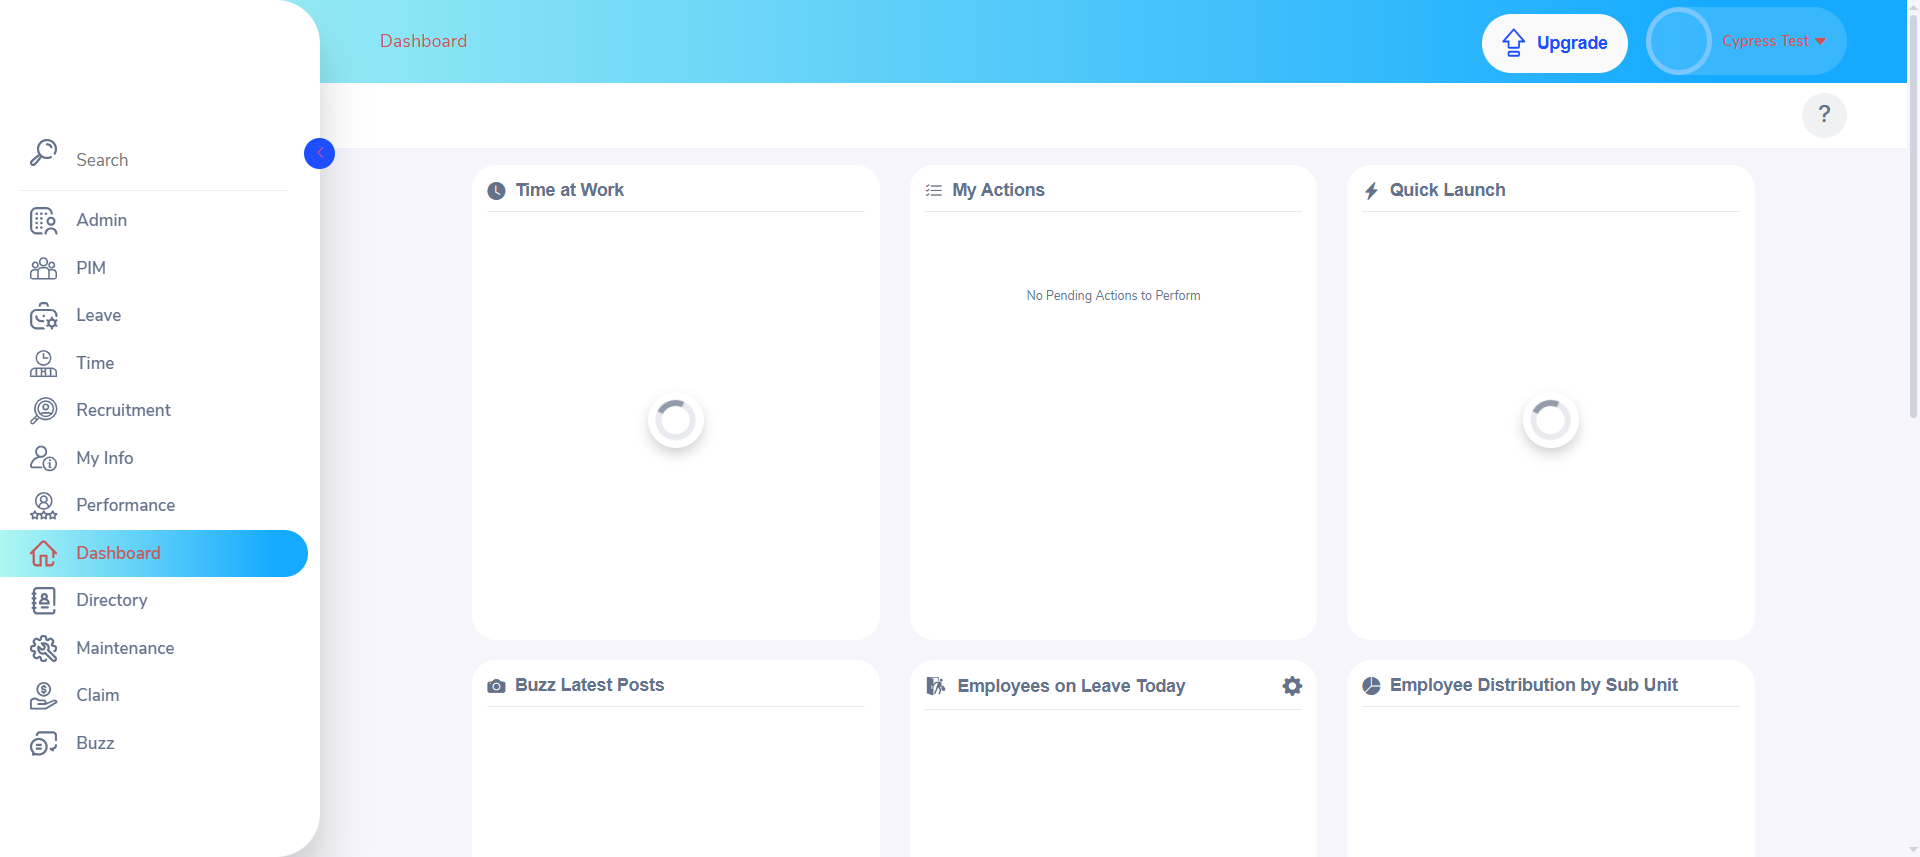 Dashboard
Upgrade
Cypress Test
?
Search
Admin
PIM
Leave
Time
Recruitment
My Info
Performance
Dashboard
Directory
Maintenance
Claim
Buzz
Time at Work
My Actions
No Pending Actions to Perform
Quick Launch
Buzz Latest Posts
Employees on Leave Today
Employee Distribution by Sub Unit